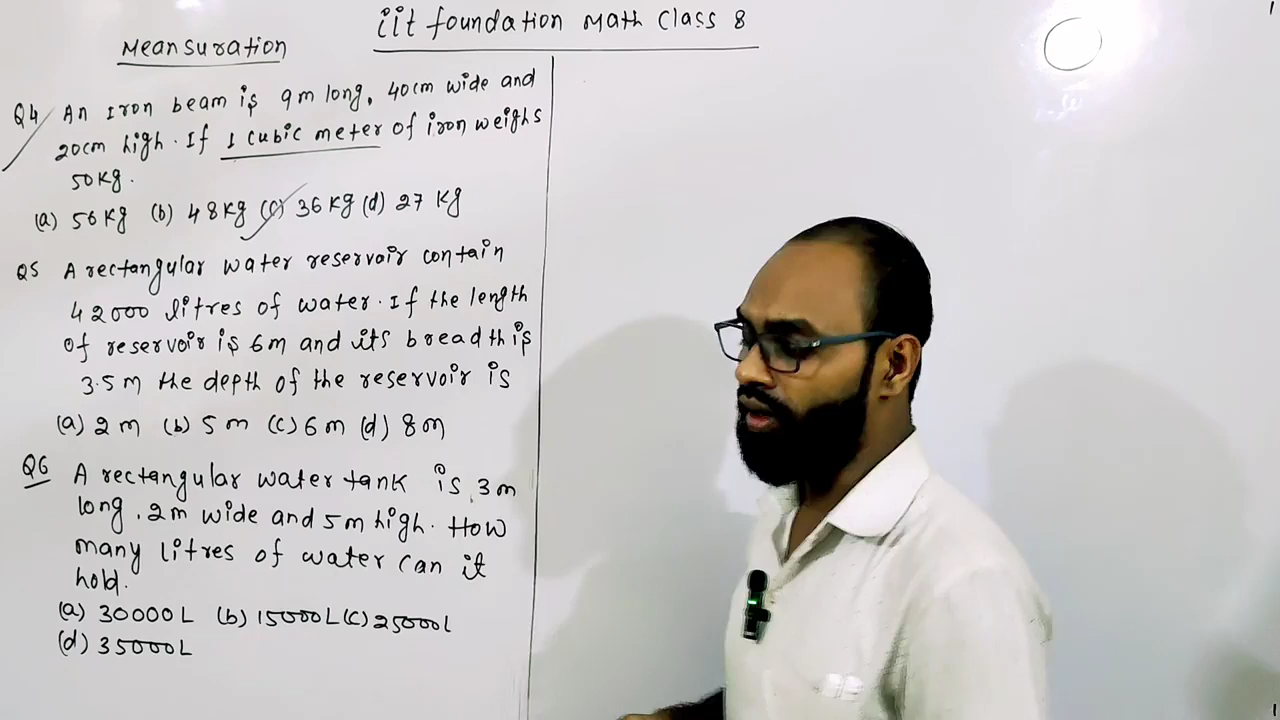 iit foundation Math Class 8
Meansuration
Q4 An Iron beam is 9m long, 40cm wide and
20cm high. If 1 cubic meter of iron weighs
50kg.
(a) 56kg (b) 48kg (c) 36kg (d) 27 kg
Q5 A rectangular water reservoir contain
42000 litres of water. If the length
of reservoir is 6m and its breadth is
3.5m the depth of the reservoir is
(a) 2m (b) 5m (c) 6m (d) 8m
Q6 A rectangular water tank is 3m
long, 2m wide and 5m high. How
many litres of water can it
hold.
(a) 30000L (b) 15000L (c) 25000L
(d) 35000L